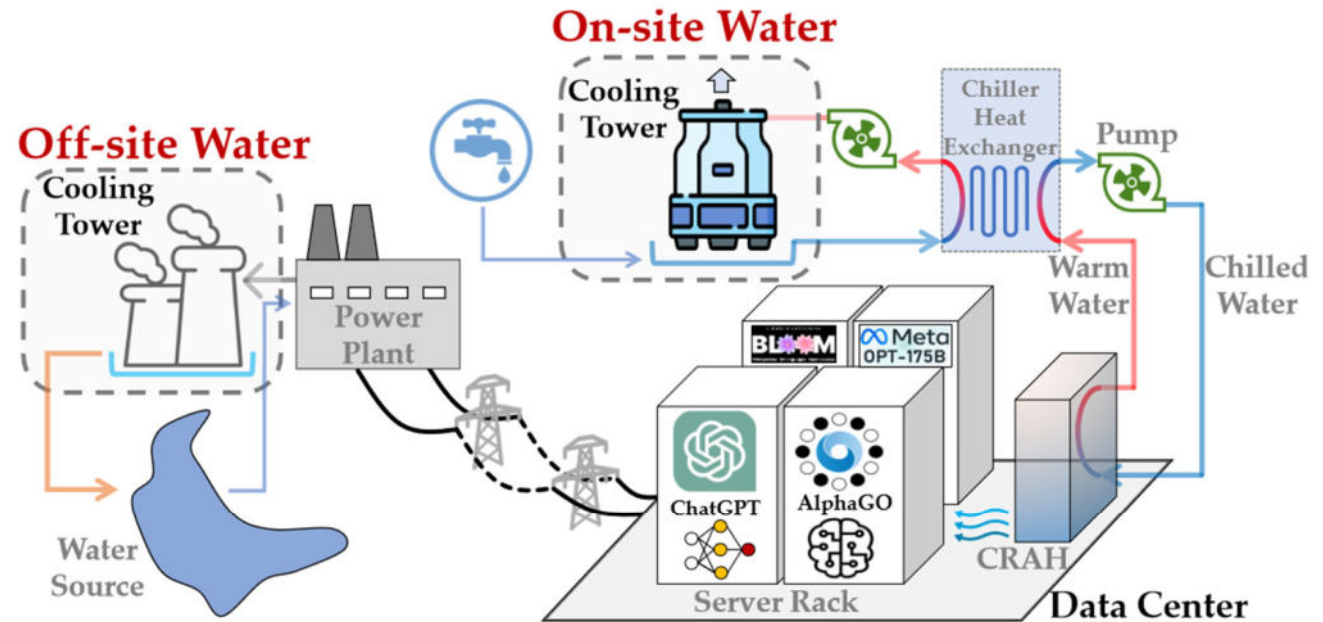 On-site Water
Cooling
Tower
Chiller
Heat
Exchanger
Pump
Off-site Water
Cooling
Tower
Power
Plant
Warm
Water
Chilled
Water
BLOOM
Meta
OPT-175B
ChatGPT
AlphaGO
Water
Source
CRAH
Server Rack
Data Center